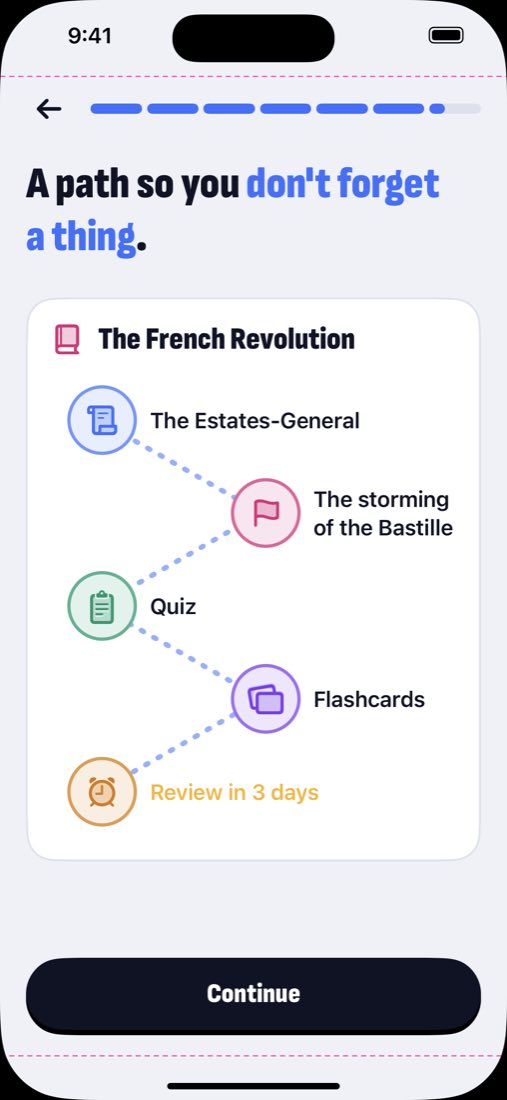 9:41
A path so you don't forget
a thing.
The French Revolution
The Estates-General
The storming
of the Bastille
Quiz
Flashcards
Review in 3 days
Continue